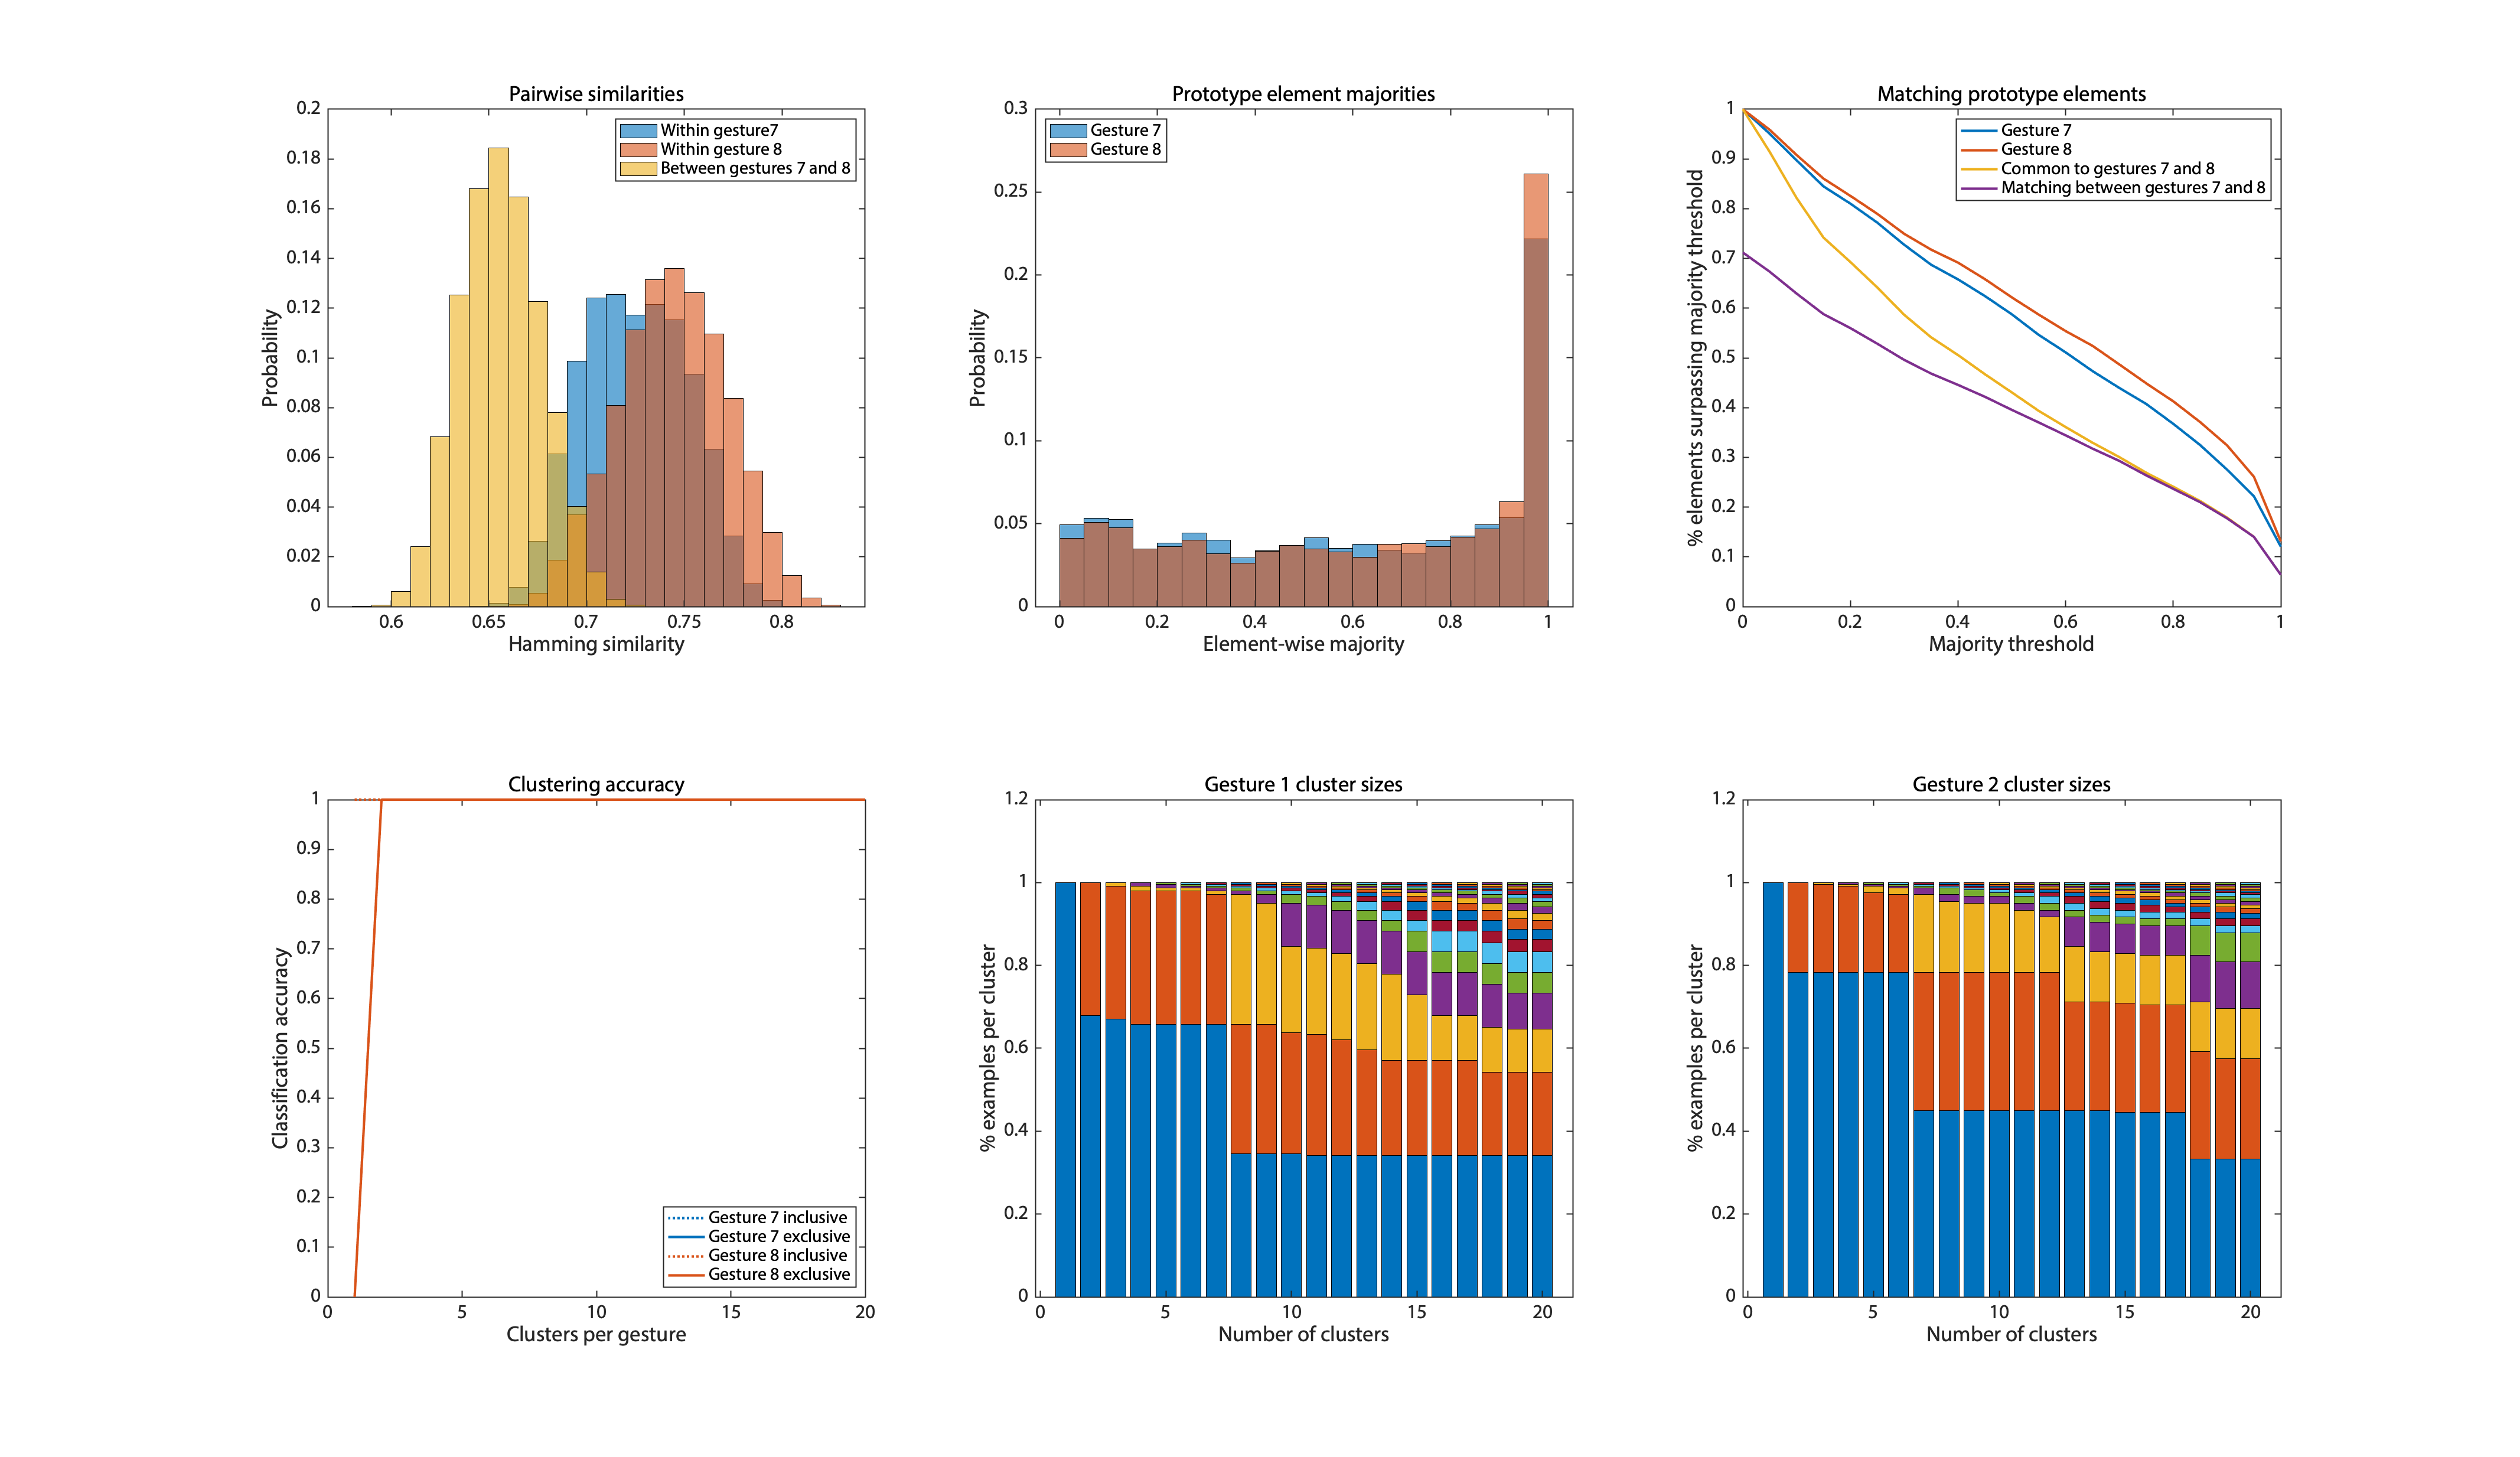 Pairwise similarities
0.2
0.18
0.16
0.14
0.12
0.1
0.08
0.06
0.04
0.02
0
Probability
Within gesture7
Within gesture 8
Between gestures 7 and 8
0.6 0.65 0.7 0.75 0.8
Hamming similarity
Prototype element majorities
0.3
0.25
0.2
0.15
0.1
0.05
0
Probability
Gesture 7
Gesture 8
0 0.2 0.4 0.6 0.8 1
Element-wise majority
Matching prototype elements
1
0.9
0.8
0.7
0.6
0.5
0.4
0.3
0.2
0.1
0
% elements surpassing majority threshold
Gesture 7
Gesture 8
Common to gestures 7 and 8
Matching between gestures 7 and 8
0 0.2 0.4 0.6 0.8 1
Majority threshold
Clustering accuracy
1
0.9
0.8
0.7
0.6
0.5
0.4
0.3
0.2
0.1
0
Classification accuracy
Gesture 7 inclusive
Gesture 7 exclusive
Gesture 8 inclusive
Gesture 8 exclusive
0 5 10 15 20
Clusters per gesture
Gesture 1 cluster sizes
1.2
1
0.8
0.6
0.4
0.2
0
% examples per cluster
0 5 10 15 20
Number of clusters
Gesture 2 cluster sizes
1.2
1
0.8
0.6
0.4
0.2
0
% examples per cluster
0 5 10 15 20
Number of clusters